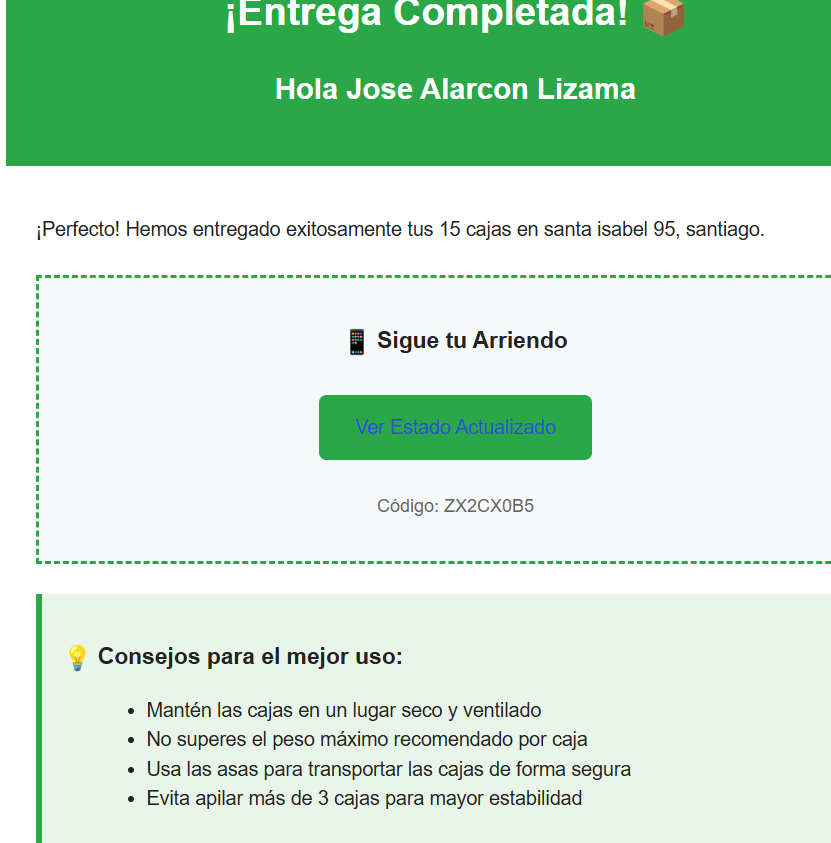 ¡Entrega Completada! 📦
Hola Jose Alarcon Lizama
¡Perfecto! Hemos entregado exitosamente tus 15 cajas en santa isabel 95, santiago.
📱 Sigue tu Arriendo
Ver Estado Actualizado
Código: ZX2CX0B5
💡 Consejos para el mejor uso:
• Mantén las cajas en un lugar seco y ventilado
• No superes el peso máximo recomendado por caja
• Usa las asas para transportar las cajas de forma segura
• Evita apilar más de 3 cajas para mayor estabilidad